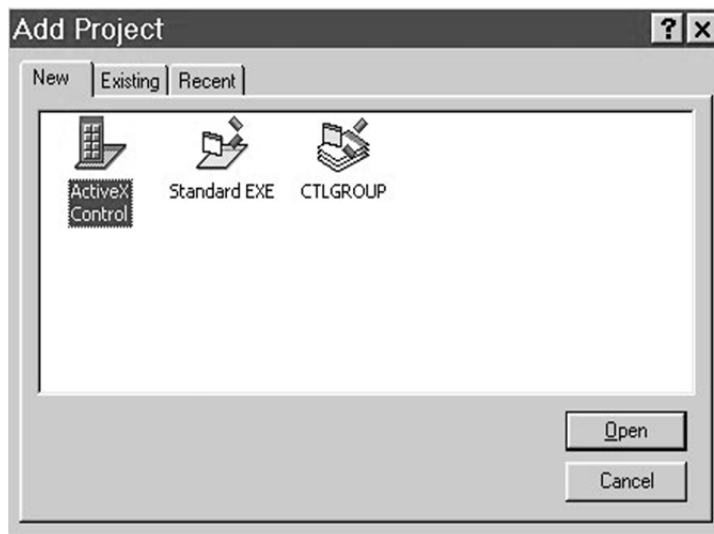 Add Project
? ×
New Existing Recent
ActiveX
Control
Standard EXE
CTLGROUP
Open
Cancel